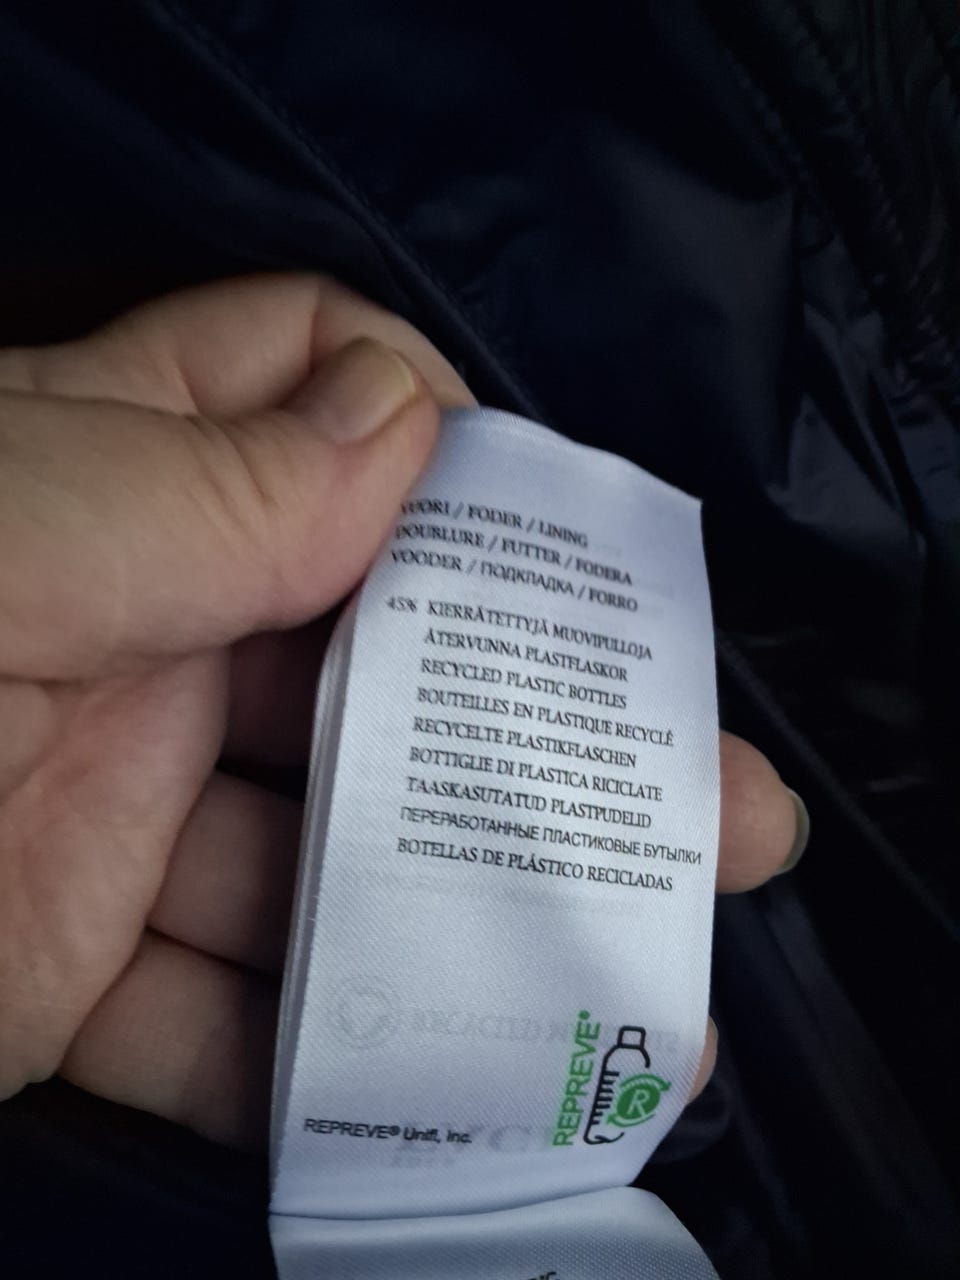 VUORI / FODER / LINING
DOUBLURE / FUTTER / FODERA
VOODER / ПОДКЛАДКА / FORRO
45% KIERRÄTETTYJÄ MUOVIPULLOJA
ÅTERVUNNA PLASTFLASKOR
RECYCLED PLASTIC BOTTLES
BOUTEILLES EN PLASTIQUE RECYCLÉ
RECYCELTE PLASTIKFLASCHEN
BOTTIGLIE DI PLASTICA RICICLATE
TAASKASUTATUD PLASTPUDELID
ПЕРЕРАБОТАННЫЕ ПЛАСТИКОВЫЕ БУТЫЛКИ
BOTELLAS DE PLÁSTICO RECICLADAS
REPREVE®
R
REPREVE® Unifi, Inc.